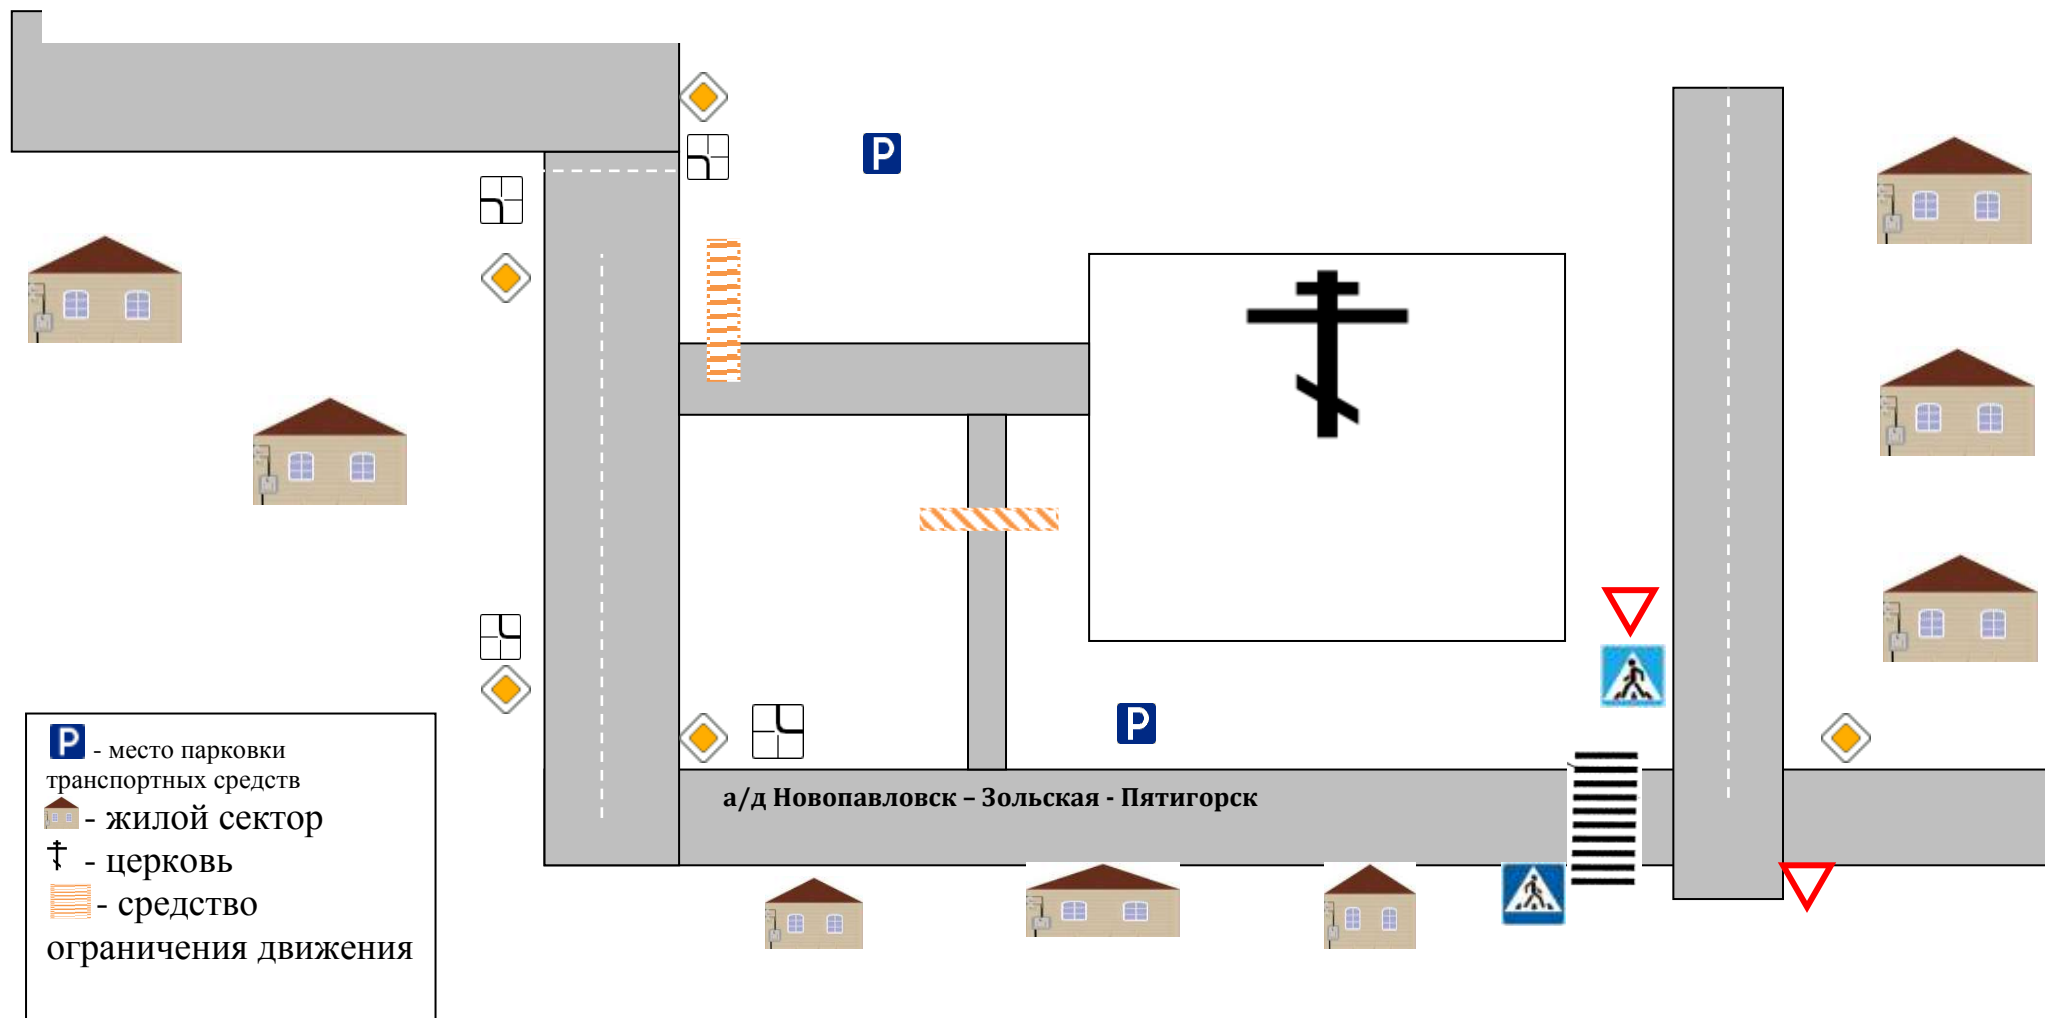 P
а/д Новопавловск – Зольская - Пятигорск
P
P - место парковки
транспортных средств
- жилой сектор
- церковь
- средство
ограничения движения